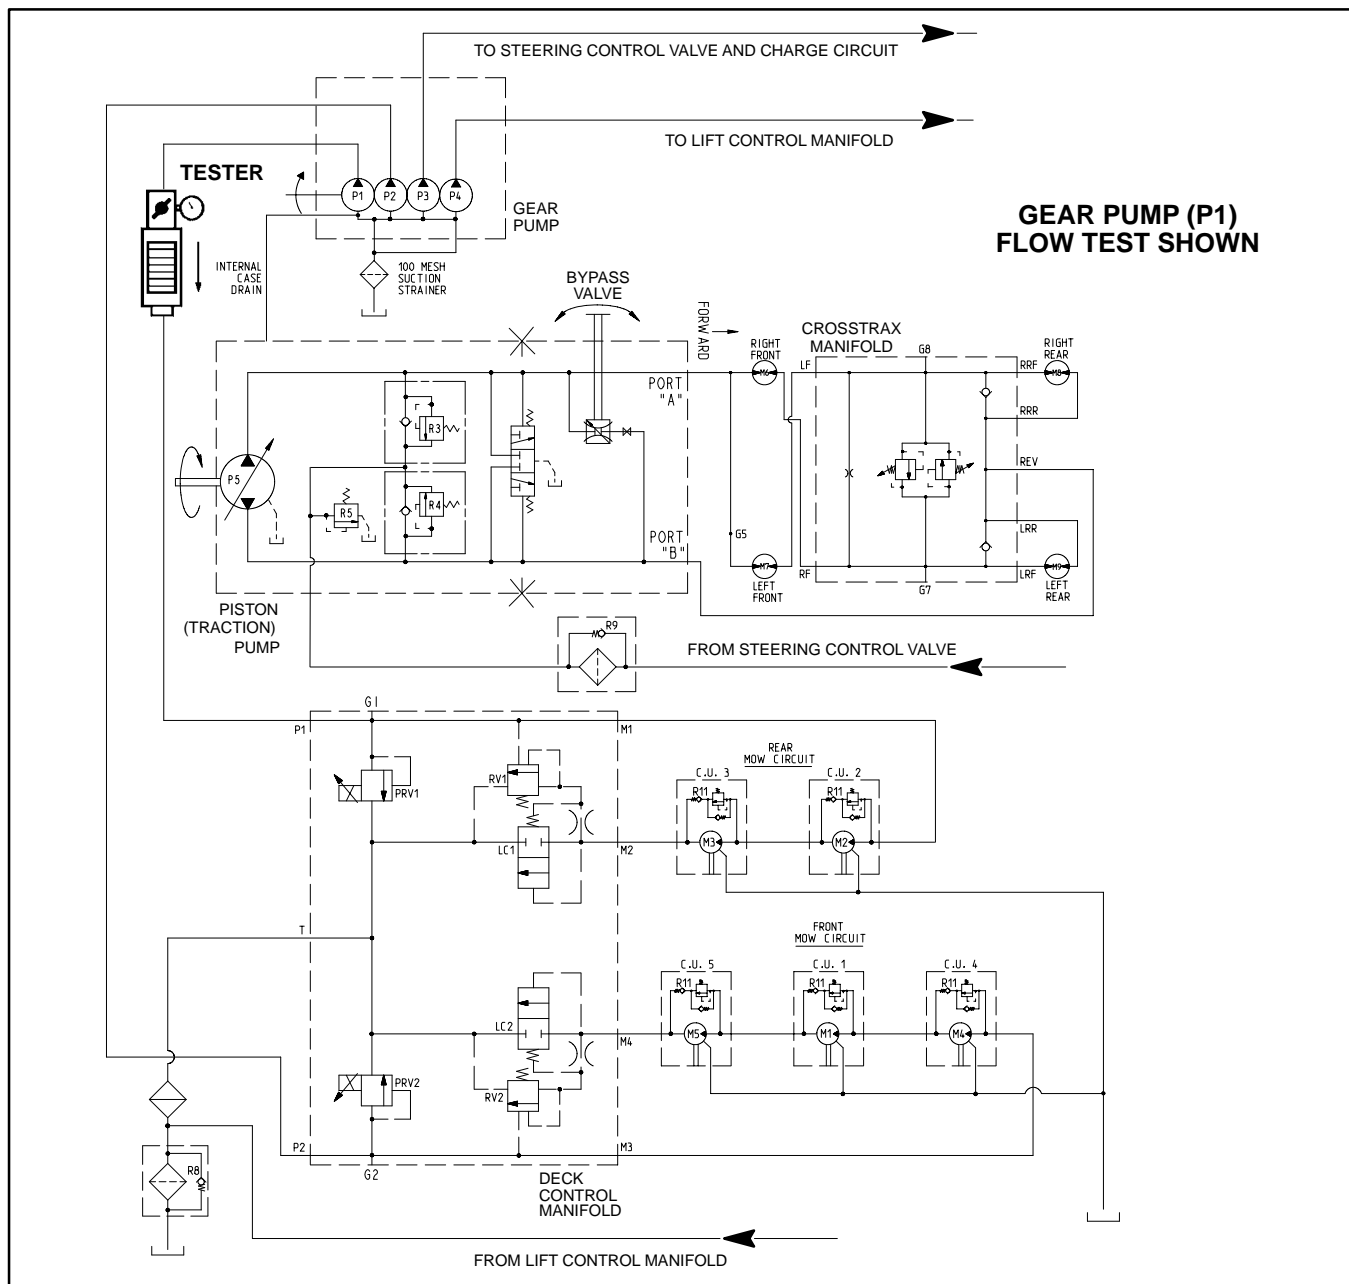 TO STEERING CONTROL VALVE AND CHARGE CIRCUIT
TO LIFT CONTROL MANIFOLD
TESTER
P1 P2 P3 P4
GEAR
PUMP
GEAR PUMP (P1)
FLOW TEST SHOWN
INTERNAL
CASE
DRAIN
100 MESH
SUCTION
STRAINER
BYPASS
VALVE
FORWARD
CROSSTRAX
MANIFOLD
RIGHT
FRONT
M6
LF
G8
RRF
RIGHT
REAR
M8
RRR
PORT
"A"
R3
P5
R4
R5
REV
G5
LRR
PORT
"B"
M7
LEFT
FRONT
RF
G7
LRF
M9
LEFT
REAR
PISTON
(TRACTION)
PUMP
R9
FROM STEERING CONTROL VALVE
G1
P1
M1
REAR
MOW CIRCUIT
C.U. 3
C.U. 2
R11
R11
RV1
PRV1
LC1
M2
M3
M2
T
FRONT
MOW CIRCUIT
C.U. 5
C.U. 1
C.U. 4
R11
R11
R11
LC2
M4
M5
M1
M4
PRV2
RV2
P2
M3
G2
R8
DECK
CONTROL
MANIFOLD
FROM LIFT CONTROL MANIFOLD